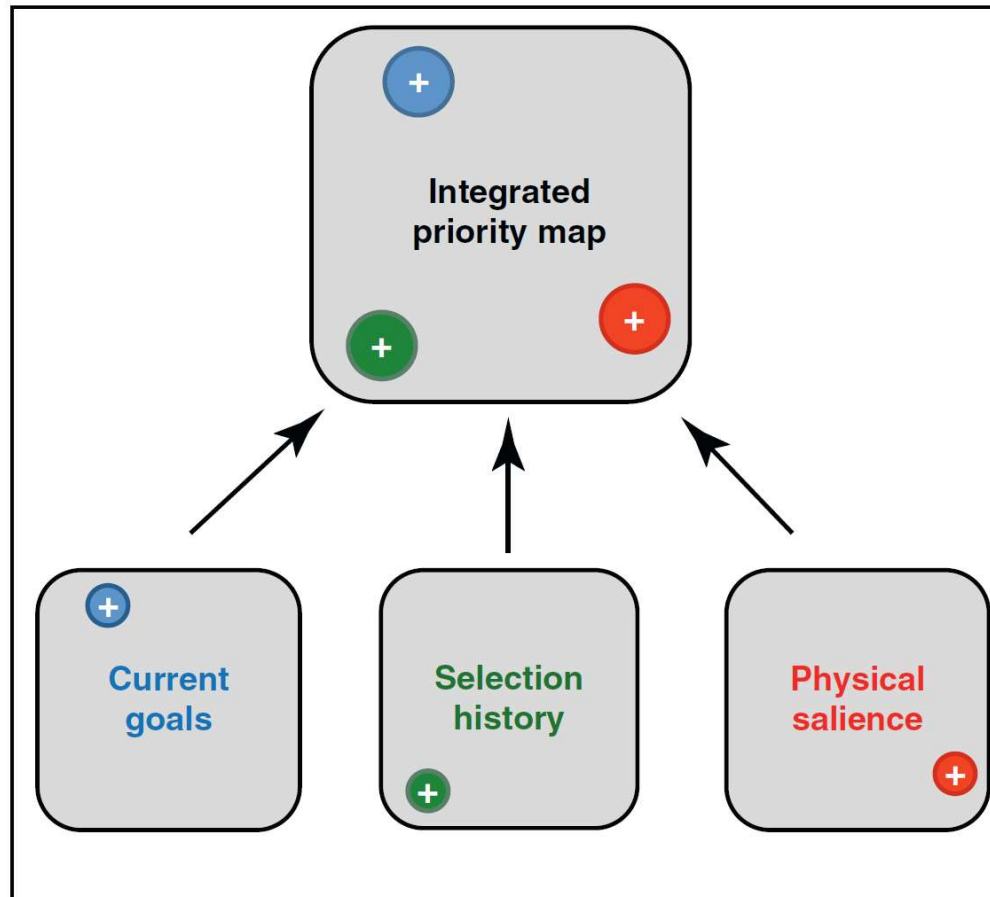 +
Integrated
priority map
+
+
+
Current
goals
Selection
history
+
Physical
salience
+